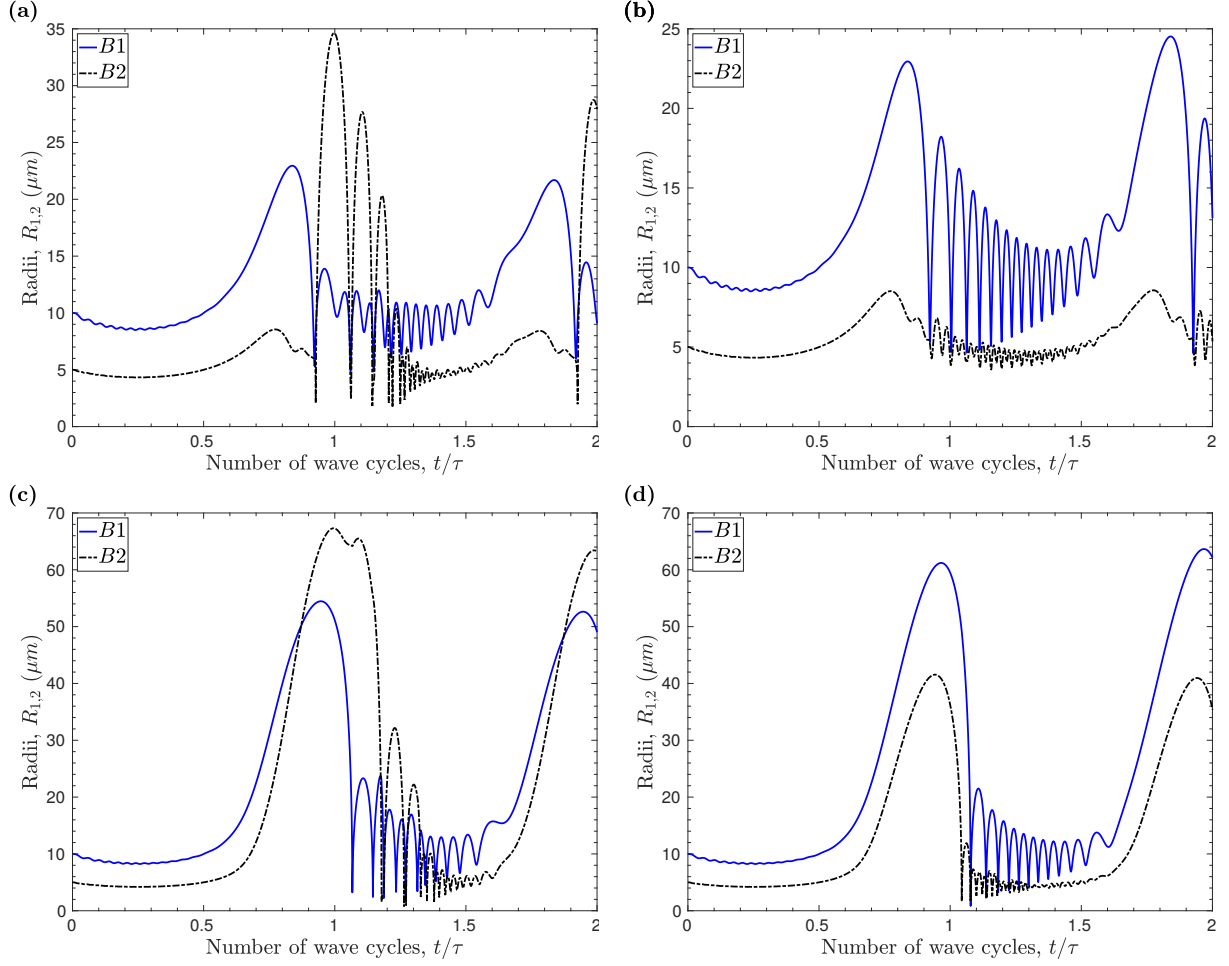 (a)
B1
B2
Radii, R1,2 (μm)
35
30
25
20
15
10
5
0
0 0.5 1 1.5 2
Number of wave cycles, t/τ
(b)
B1
B2
Radii, R1,2 (μm)
25
20
15
10
5
0
0 0.5 1 1.5 2
Number of wave cycles, t/τ
(c)
B1
B2
Radii, R1,2 (μm)
70
60
50
40
30
20
10
0
0 0.5 1 1.5 2
Number of wave cycles, t/τ
(d)
B1
B2
Radii, R1,2 (μm)
70
60
50
40
30
20
10
0
0 0.5 1 1.5 2
Number of wave cycles, t/τ